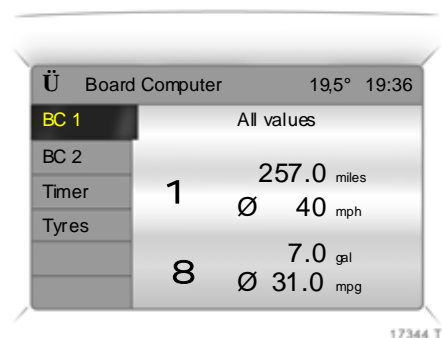 Ü Board Computer 19,5° 19:36
BC 1
All values
BC 2
Timer
Tyres
1
257.0 miles
Ø 40 mph
8
7.0 gal
Ø 31.0 mpg
17344 T